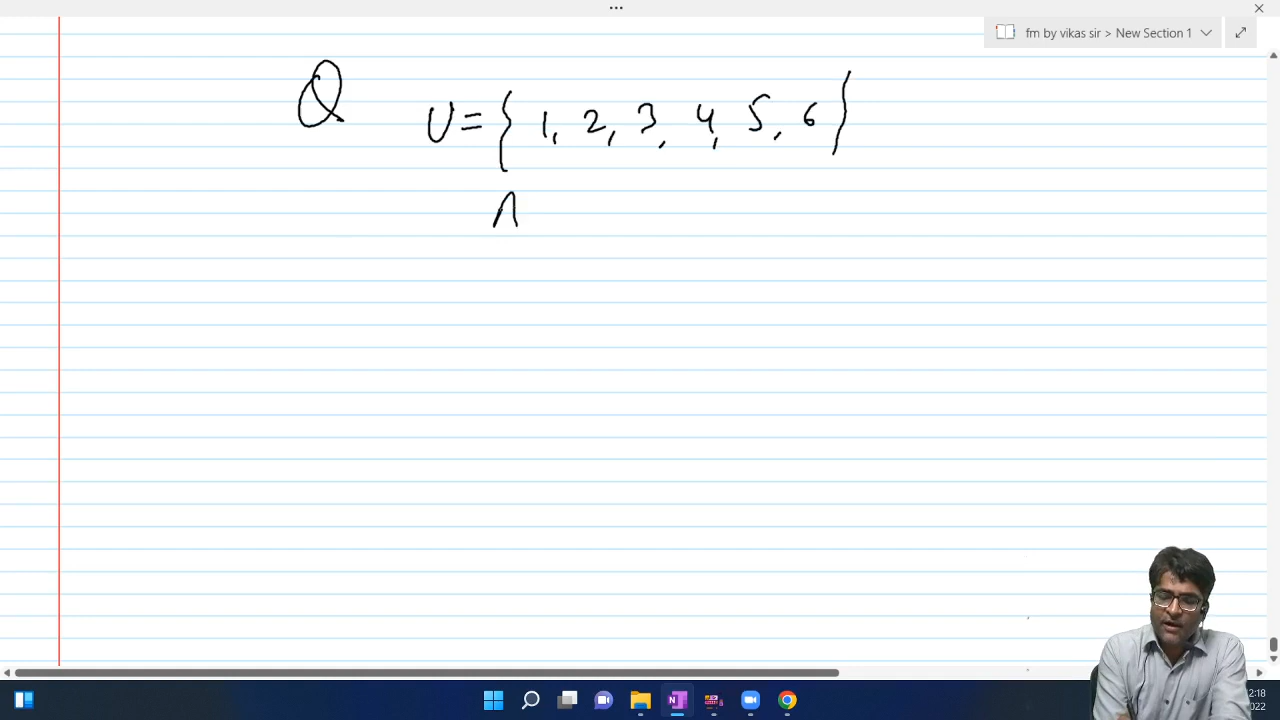 fm by vikas sir > New Section 1
Q U = { 1, 2, 3, 4, 5, 6 }